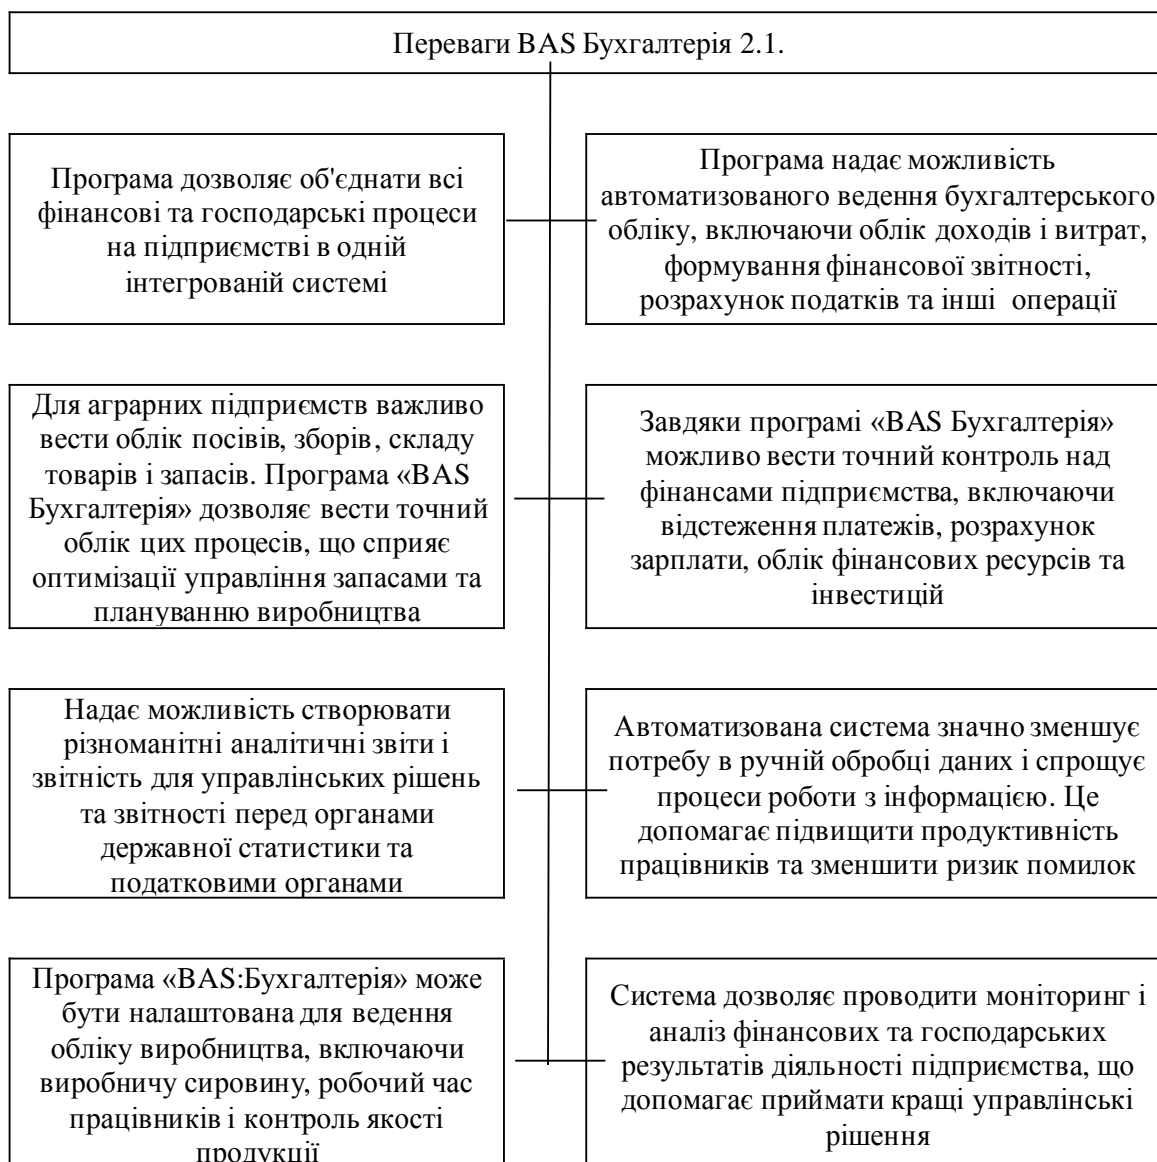 Переваги BAS Бухгалтерія 2.1.
Програма дозволяє об'єднати всі
фінансові та господарські процеси
на підприємстві в одній
інтегрованій системі
Програма надає можливість
автоматизованого ведення бухгалтерського
обліку, включаючи облік доходів і витрат,
формування фінансової звітності,
розрахунок податків та інші операції
Для аграрних підприємств важливо
вести облік посівів, зборів, складу
товарів і запасів. Програма «BAS
Бухгалтерія» дозволяє вести точний
облік цих процесів, що сприяє
оптимізації управління запасами та
плануванню виробництва
Завдяки програмі «BAS Бухгалтерія»
можливо вести точний контроль над
фінансами підприємства, включаючи
відстеження платежів, розрахунок
зарплати, облік фінансових ресурсів та
інвестицій
Надає можливість створювати
різноманітні аналітичні звіти і
звітність для управлінських рішень
та звітності перед органами
державної статистики та
податковими органами
Автоматизована система значно зменшує
потребу в ручній обробці даних і спрощує
процеси роботи з інформацією. Це
допомагає підвищити продуктивність
працівників та зменшити ризик помилок
Програма «BAS:Бухгалтерія» може
бути налаштована для ведення
обліку виробництва, включаючи
виробничу сировину, робочий час
працівників і контроль якості
продукції
Система дозволяє проводити моніторинг і
аналіз фінансових та господарських
результатів діяльності підприємства, що
допомагає приймати кращі управлінські
рішення